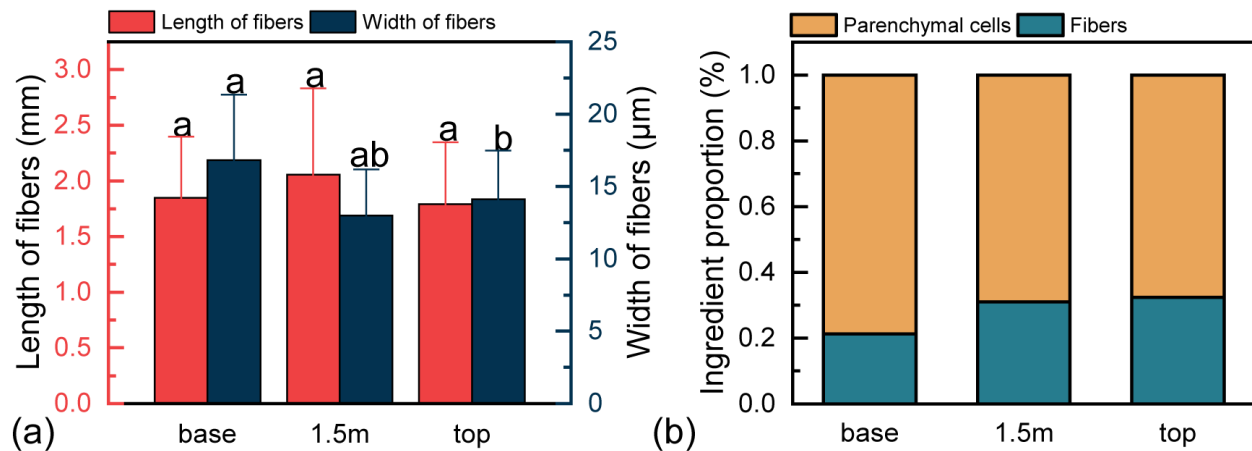 Length of fibers Width of fibers
Length of fibers (mm)
3.0
2.5
2.0
1.5
1.0
0.5
0.0
a a a ab a b
25
20
15
10
5
0
Width of fibers (µm)
base 1.5m top
(a)
Parenchymal cells Fibers
Ingredient proportion (%)
1.0
0.8
0.6
0.4
0.2
0.0
base 1.5m top
(b)